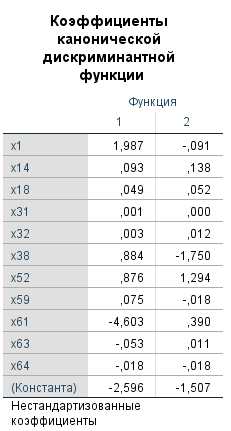 Коэффициенты
канонической
дискриминантной
функции
Функция
1 2
x1 1,987 -,091
x14 ,093 ,138
x18 ,049 ,052
x31 ,001 ,000
x32 ,003 ,012
x38 ,884 -1,750
x52 ,876 1,294
x59 ,075 -,018
x61 -4,603 ,390
x63 -,053 ,011
x64 -,018 -,018
(Константа) -2,596 -1,507
Нестандартизованные
коэффициенты